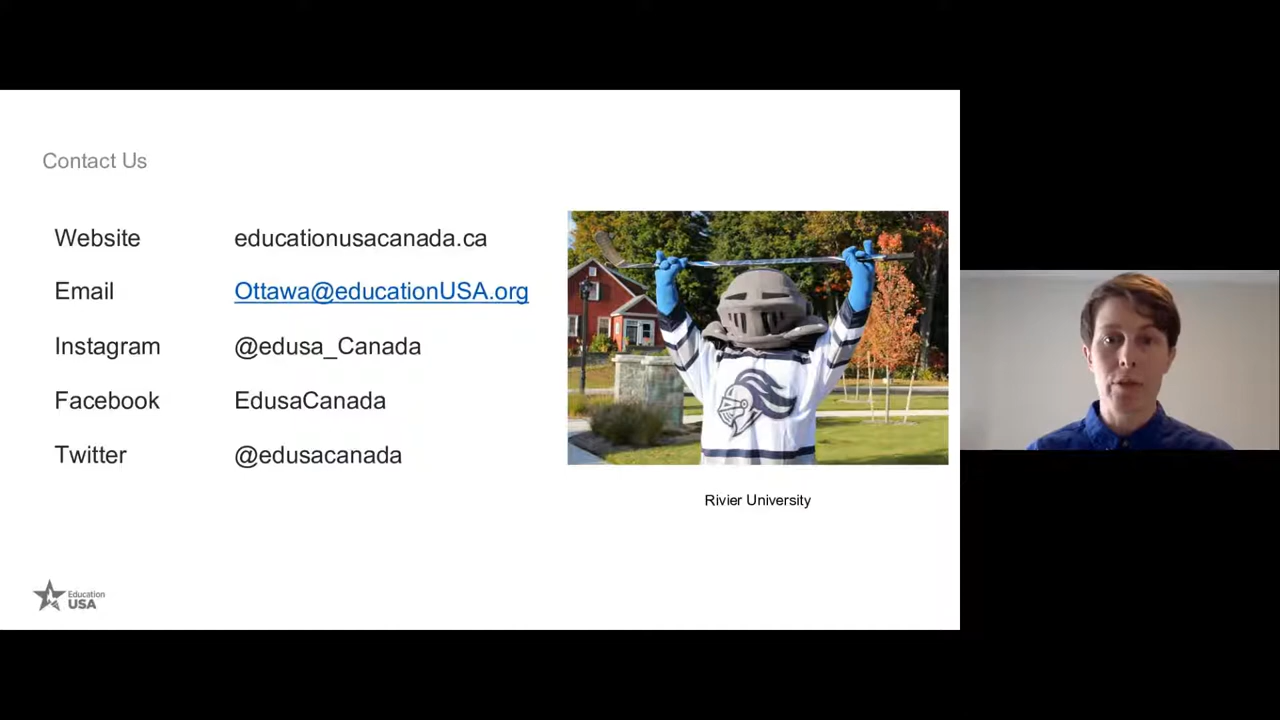 Contact Us
Website educationusacanada.ca
Email Ottawa@educationUSA.org
Instagram @edusa_Canada
Facebook EdusaCanada
Twitter @edusacanada
Rivier University
Education
USA